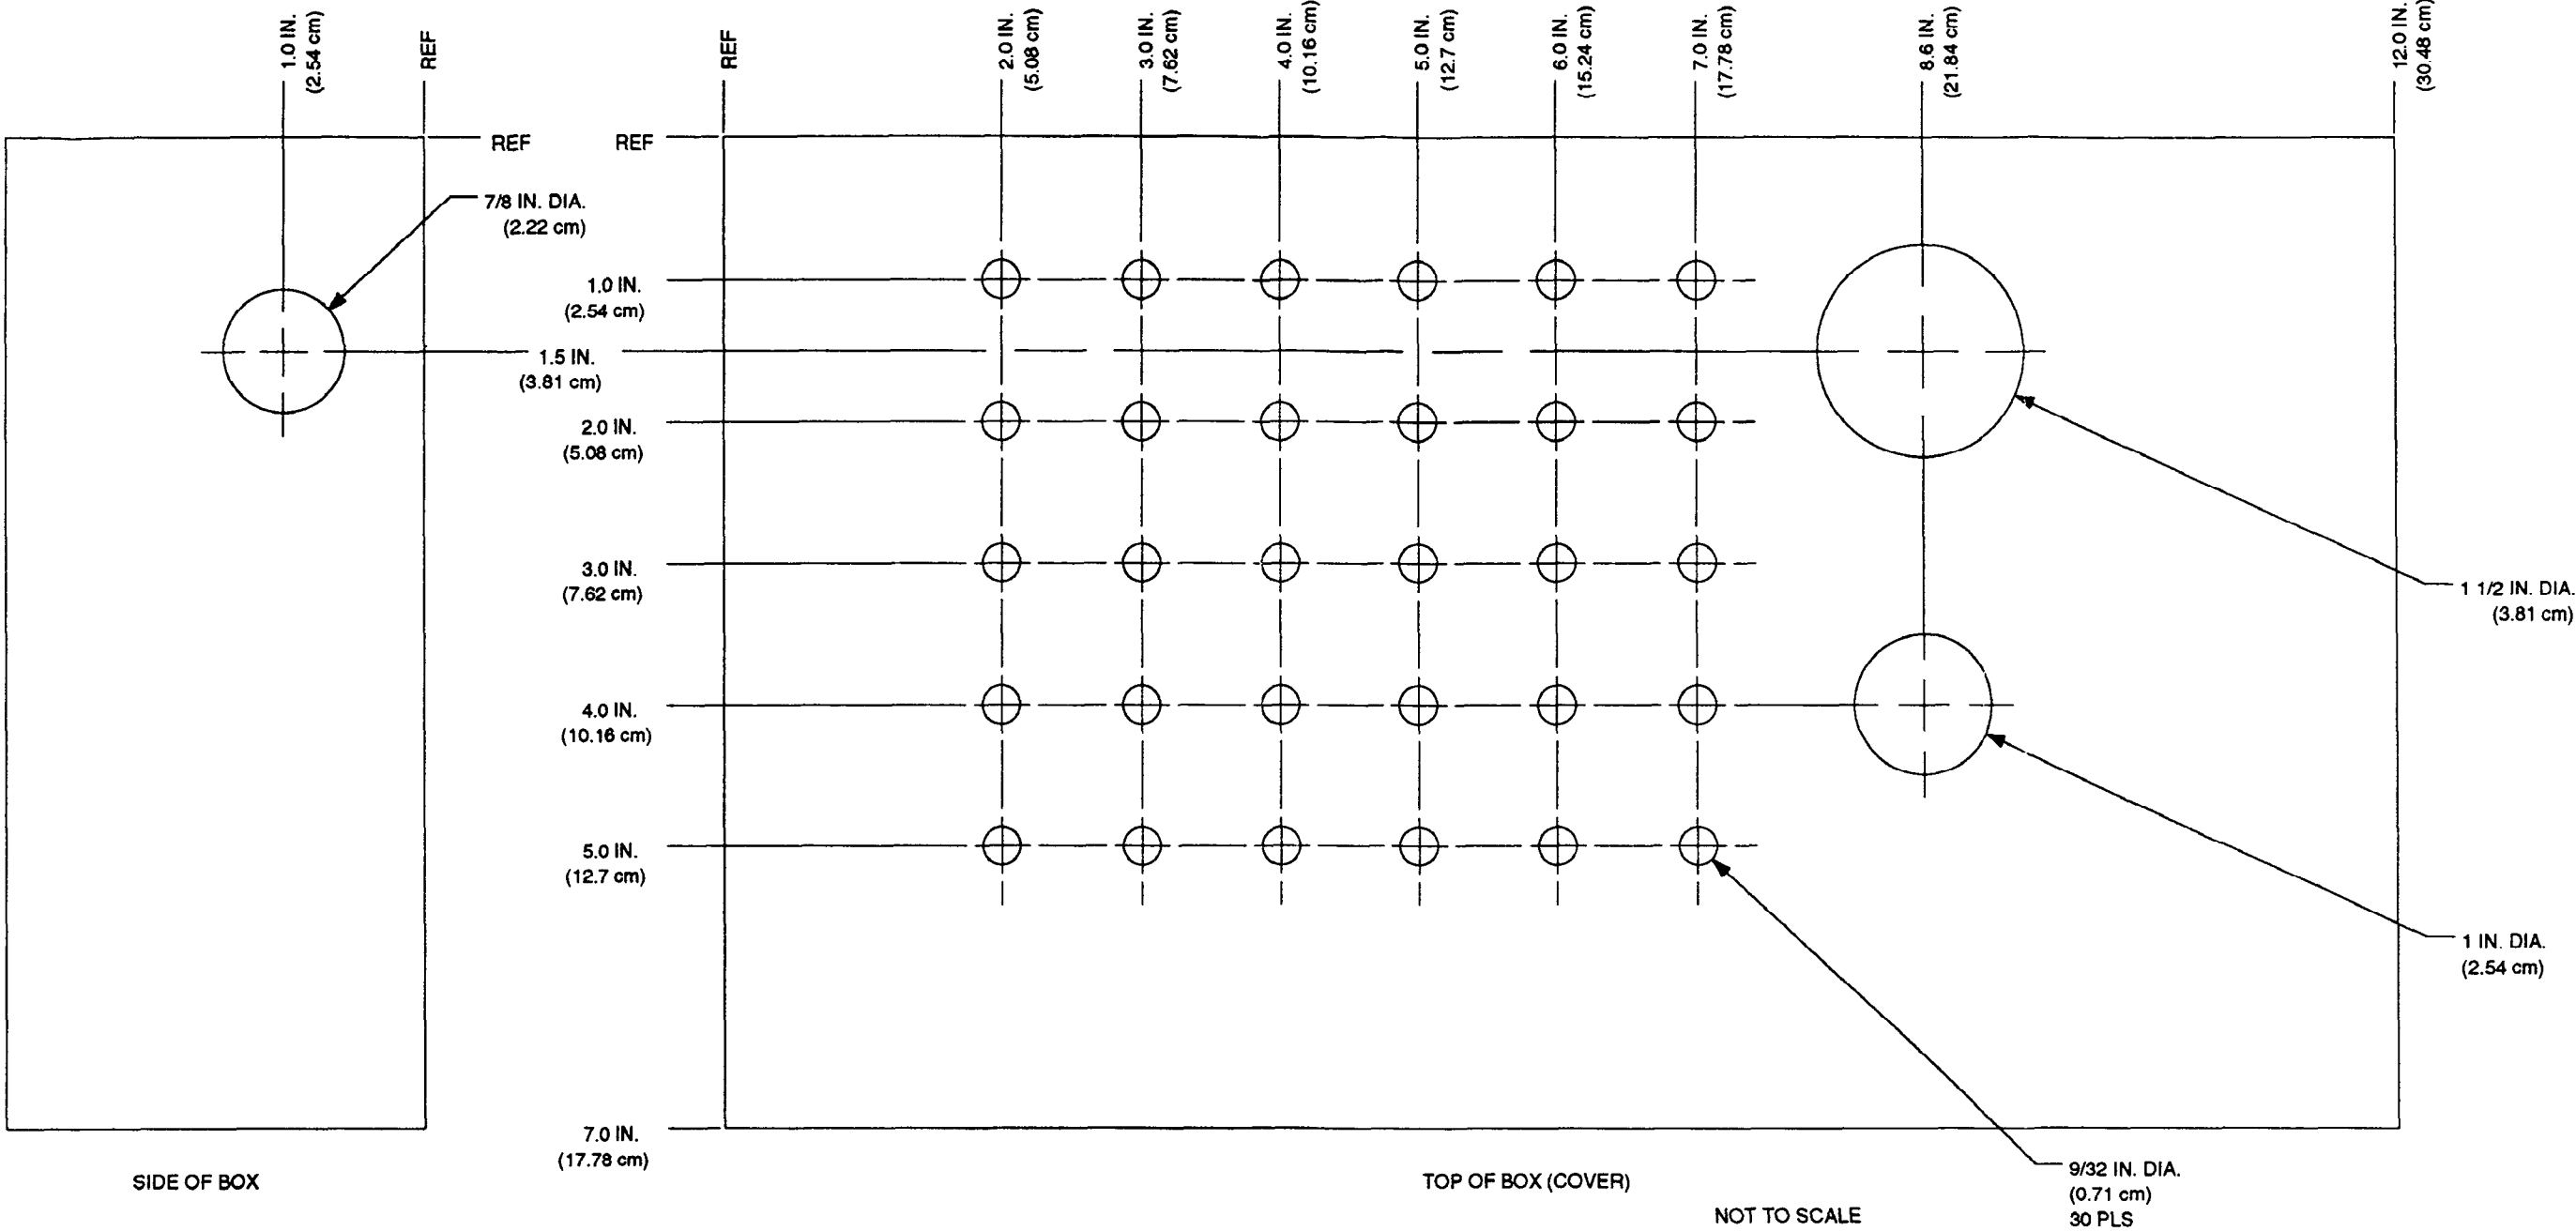 1.0 IN.
(2.54 cm)
REF
REF
2.0 IN.
(5.08 cm)
3.0 IN.
(7.62 cm)
4.0 IN.
(10.16 cm)
5.0 IN.
(12.7 cm)
6.0 IN.
(15.24 cm)
7.0 IN.
(17.78 cm)
8.6 IN.
(21.84 cm)
12.0 IN.
(30.48 cm)
REF
REF
7/8 IN. DIA.
(2.22 cm)
1.0 IN.
(2.54 cm)
1.5 IN.
(3.81 cm)
2.0 IN.
(5.08 cm)
3.0 IN.
(7.62 cm)
1 1/2 IN. DIA.
(3.81 cm)
4.0 IN.
(10.16 cm)
5.0 IN.
(12.7 cm)
1 IN. DIA.
(2.54 cm)
7.0 IN.
(17.78 cm)
SIDE OF BOX
TOP OF BOX (COVER)
9/32 IN. DIA.
(0.71 cm)
30 PLS
NOT TO SCALE